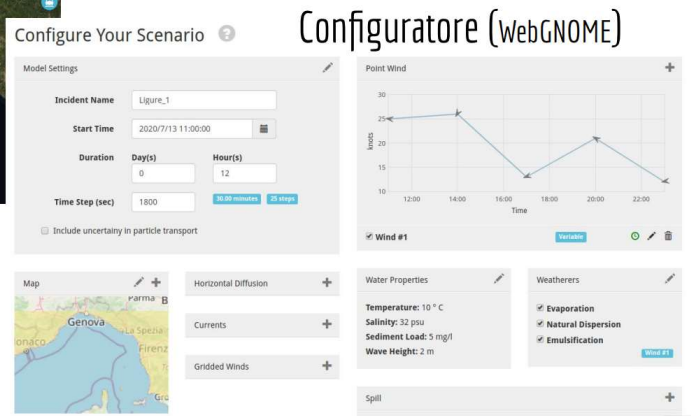 Configuratore (WebGNOME)
Configure Your Scenario ?
Model Settings
Incident Name Ligure_1
Start Time 2020/7/13 11:00:00
Duration Day(s) Hour(s)
0 12
Time Step (sec) 1800 30.00 minutes 25 steps
Include uncertainy in particle transport
Point Wind
30
25
20
15
10
knots
12:00 14:00 16:00 18:00 20:00 22:00
Time
Wind #1 Variable
Map
Parma B
Genova
La Spezia
onaco
Firenz
Gro
Horizontal Diffusion
Currents
Gridded Winds
Water Properties
Temperature: 10 ° C
Salinity: 32 psu
Sediment Load: 5 mg/l
Wave Height: 2 m
Weatherers
Evaporation
Natural Dispersion
Emulsification
Wind #1
Spill